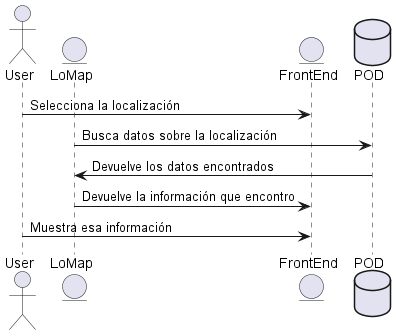 User LoMap FrontEnd POD
Selecciona la localización
Busca datos sobre la localización
Devuelve los datos encontrados
Devuelve la información que encontro
Muestra esa información
User LoMap FrontEnd POD